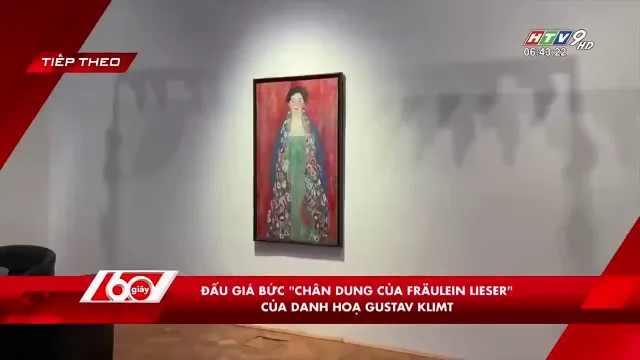 TIẾP THEO
HTV9 HD
06:43:22
60 giây
ĐẤU GIÁ BỨC "CHÂN DUNG CỦA FRÄULEIN LIESER"
CỦA DANH HOẠ GUSTAV KLIMT